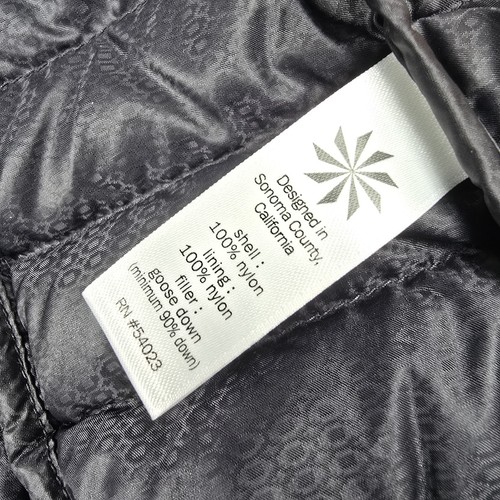 Designed in
Sonoma County,
California
shell :
100% nylon
lining :
100% nylon
filler :
goose down
(minimum 90% down)
RN #54023